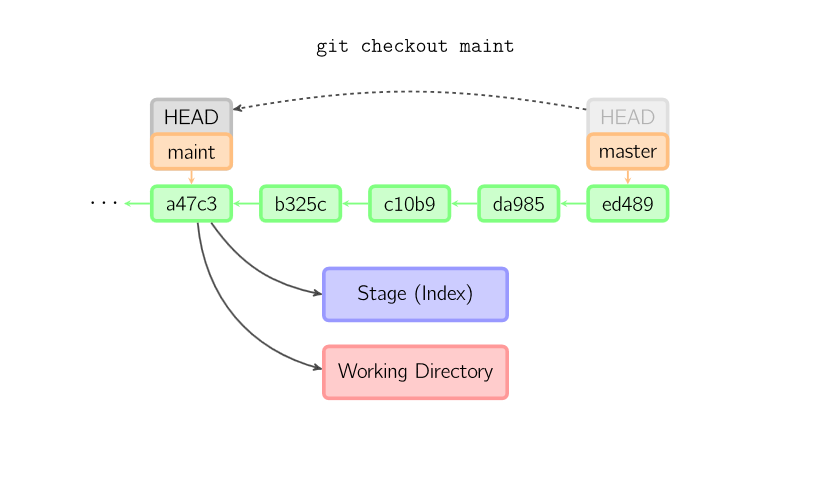 git checkout maint
HEAD HEAD
maint master
... a47c3 b325c c10b9 da985 ed489
Stage (Index)
Working Directory